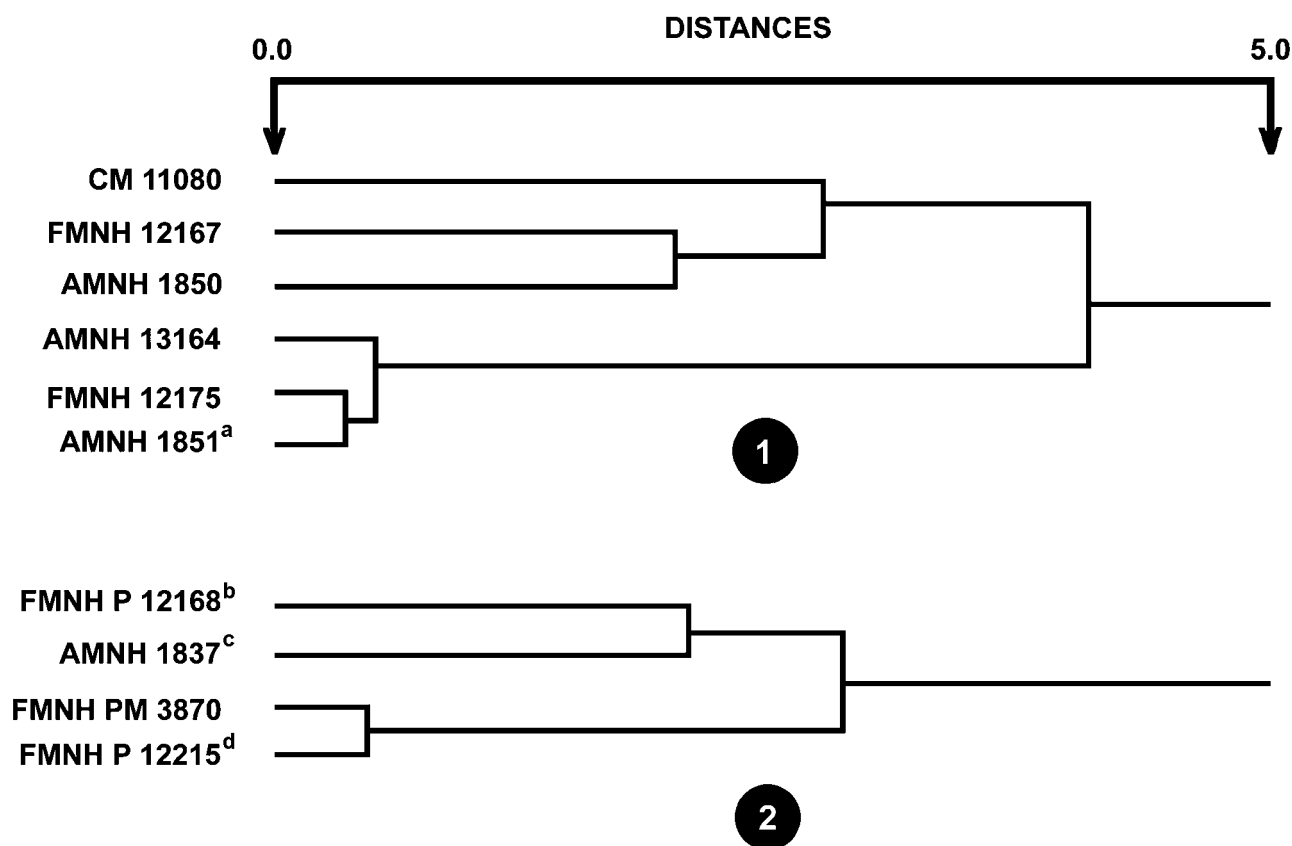 DISTANCES
0.0 5.0
CM 11080
FMNH 12167
AMNH 1850
AMNH 13164
FMNH 12175
AMNH 1851a
1
FMNH P 12168b
AMNH 1837c
FMNH PM 3870
FMNH P 12215d
2